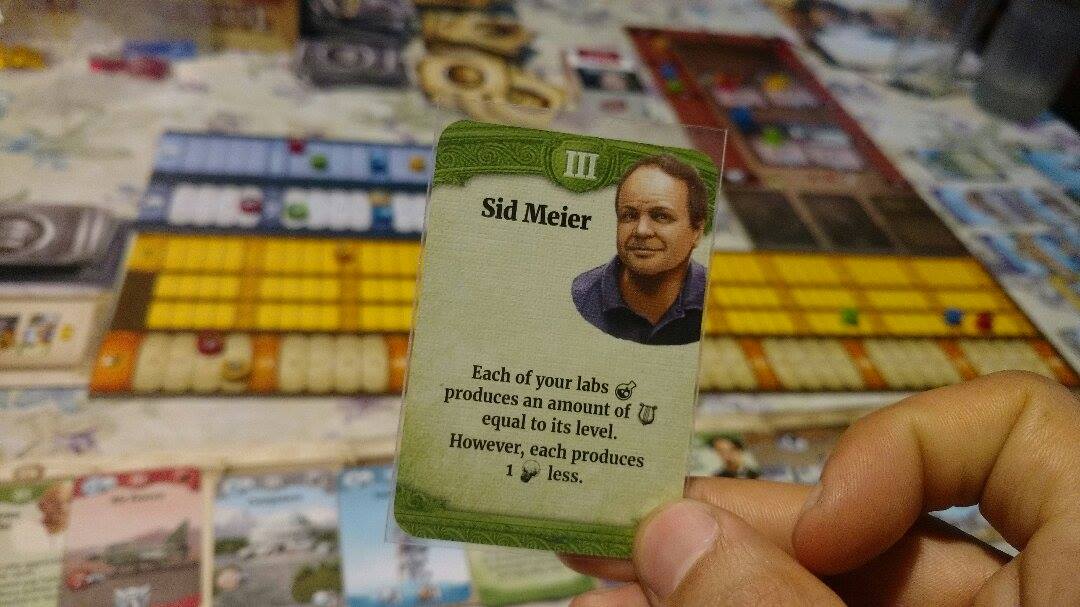 III
Sid Meier
Each of your labs
produces an amount of
equal to its level.
However, each produces
1 less.